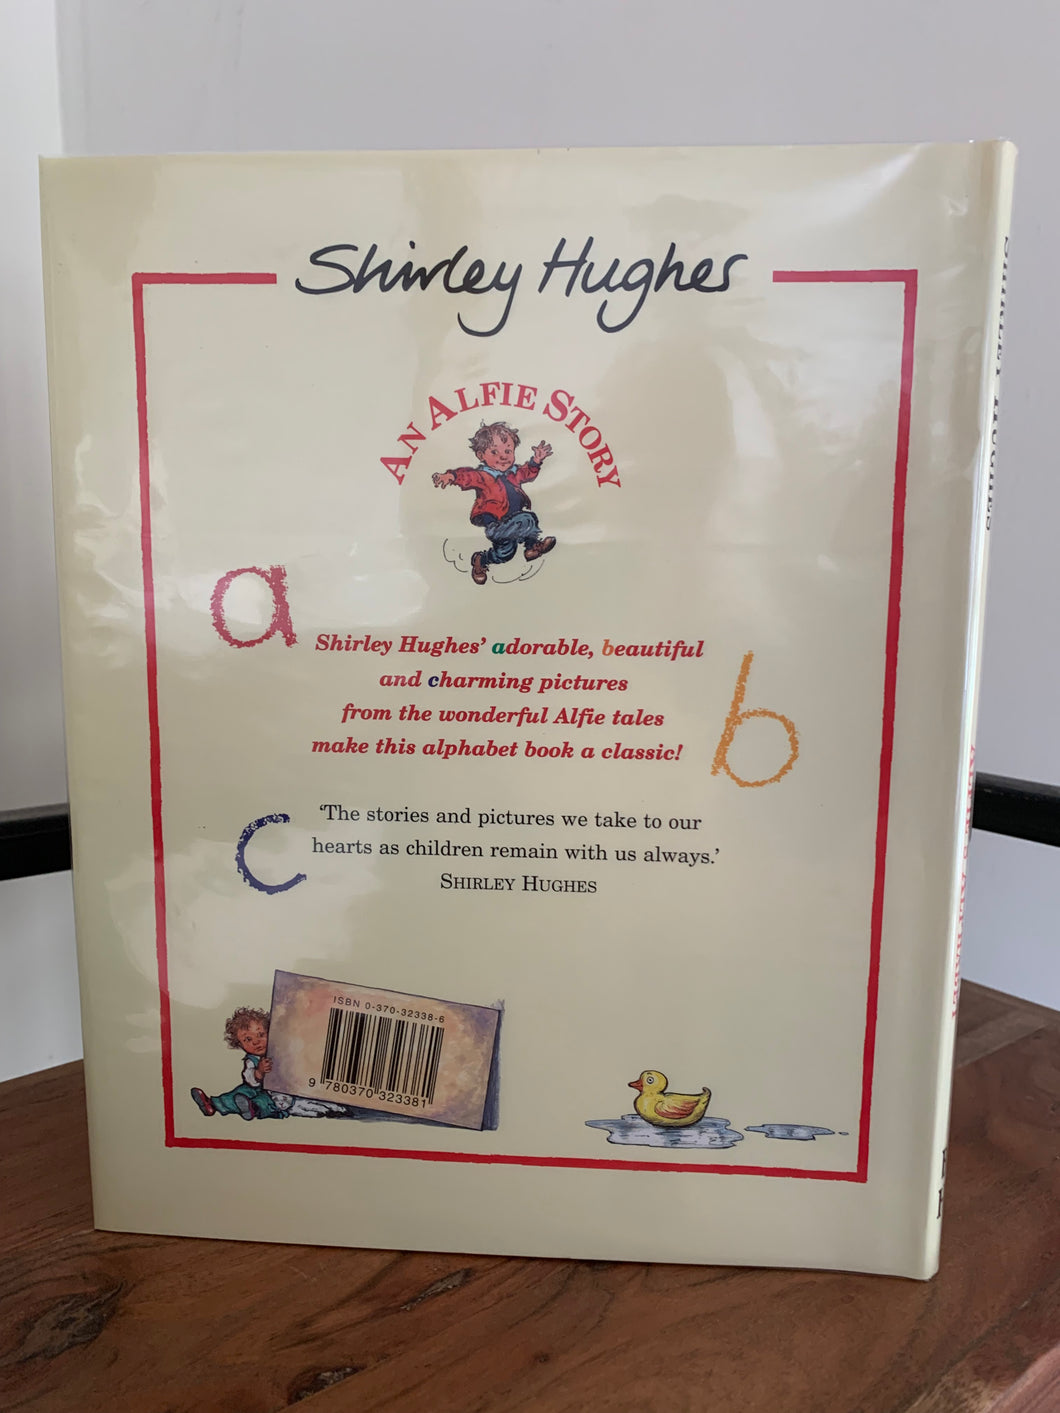 Shirley Hughes
AN ALFIE STORY
a
Shirley Hughes’ adorable, beautiful
and charming pictures
from the wonderful Alfie tales
make this alphabet book a classic!
b
‘The stories and pictures we take to our
hearts as children remain with us always.’
SHIRLEY HUGHES
c
ISBN 0-370-32338-6
9 780370 323381
SHIRLEY HUGHES
ALFIE'S ALPHABET